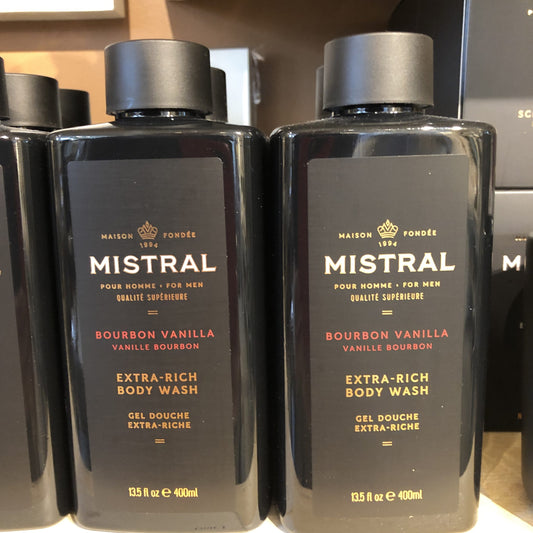 MAISON FONDÉE
1994
MISTRAL
POUR HOMME • FOR MEN
QUALITÉ SUPÉRIEURE
BOURBON VANILLA
VANILLE BOURBON
EXTRA-RICH
BODY WASH
GEL DOUCHE
EXTRA-RICHE
13.5 fl oz e 400ml
MAISON FONDÉE
1994
MISTRAL
POUR HOMME • FOR MEN
QUALITÉ SUPÉRIEURE
BOURBON VANILLA
VANILLE BOURBON
EXTRA-RICH
BODY WASH
GEL DOUCHE
EXTRA-RICHE
13.5 fl oz e 400ml